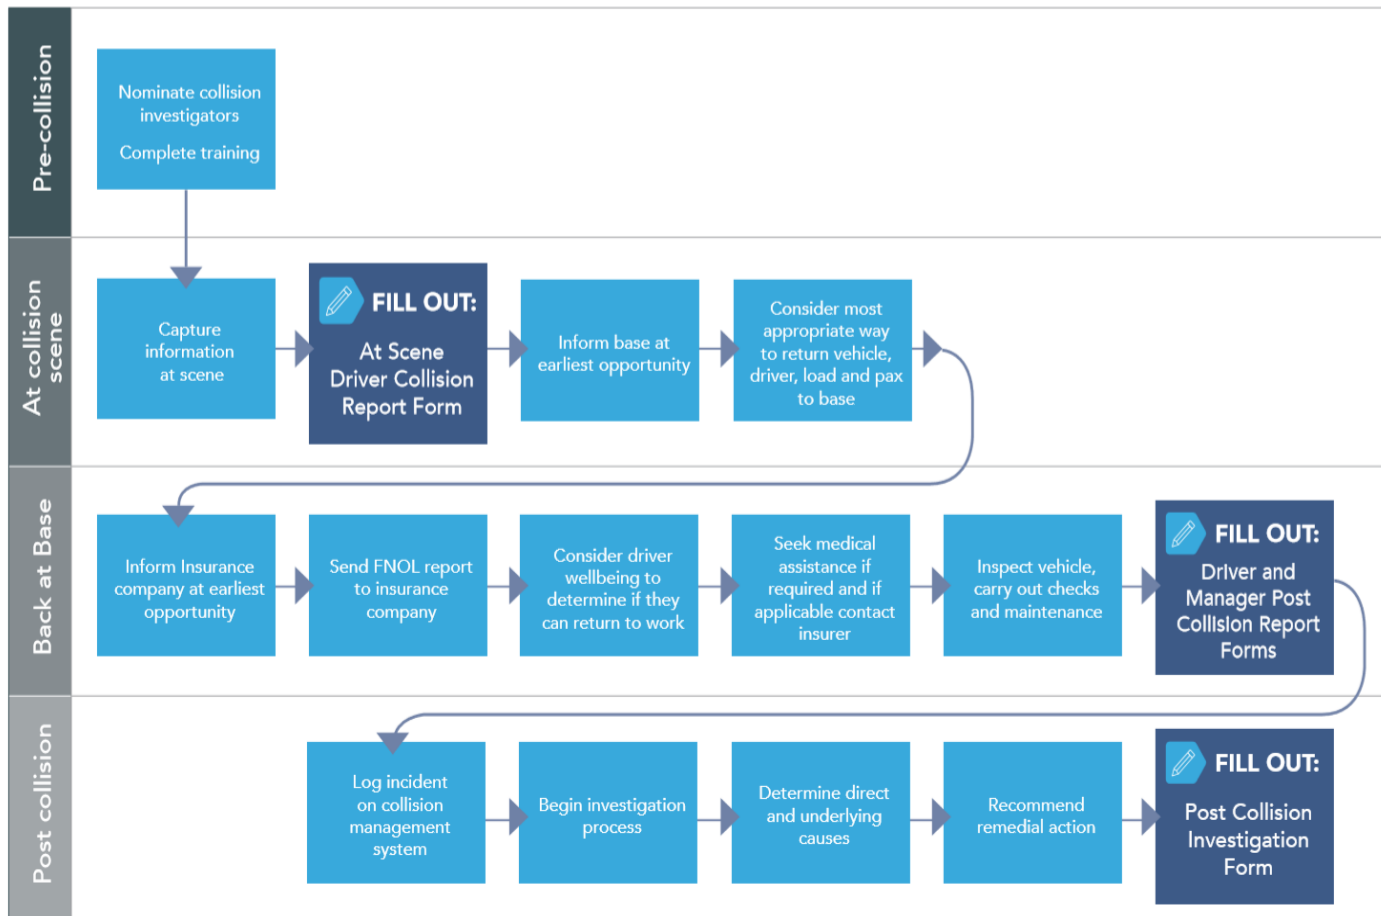 Pre-collision
Nominate collision
investigators
Complete training
At collision
scene
Capture
information
at scene
FILL OUT:
At Scene
Driver Collision
Report Form
Inform base at
earliest opportunity
Consider most
appropriate way
to return vehicle,
driver, load and pax
to base
Back at Base
Inform Insurance
company at earliest
opportunity
Send FNOL report
to insurance
company
Consider driver
wellbeing to
determine if they
can return to work
Seek medical
assistance if
required and if
applicable contact
insurer
Inspect vehicle,
carry out checks
and maintenance
FILL OUT:
Driver and
Manager Post
Collision Report
Forms
Post collision
Log incident
on collision
management
system
Begin investigation
process
Determine direct
and underlying
causes
Recommend
remedial action
FILL OUT:
Post Collision
Investigation
Form